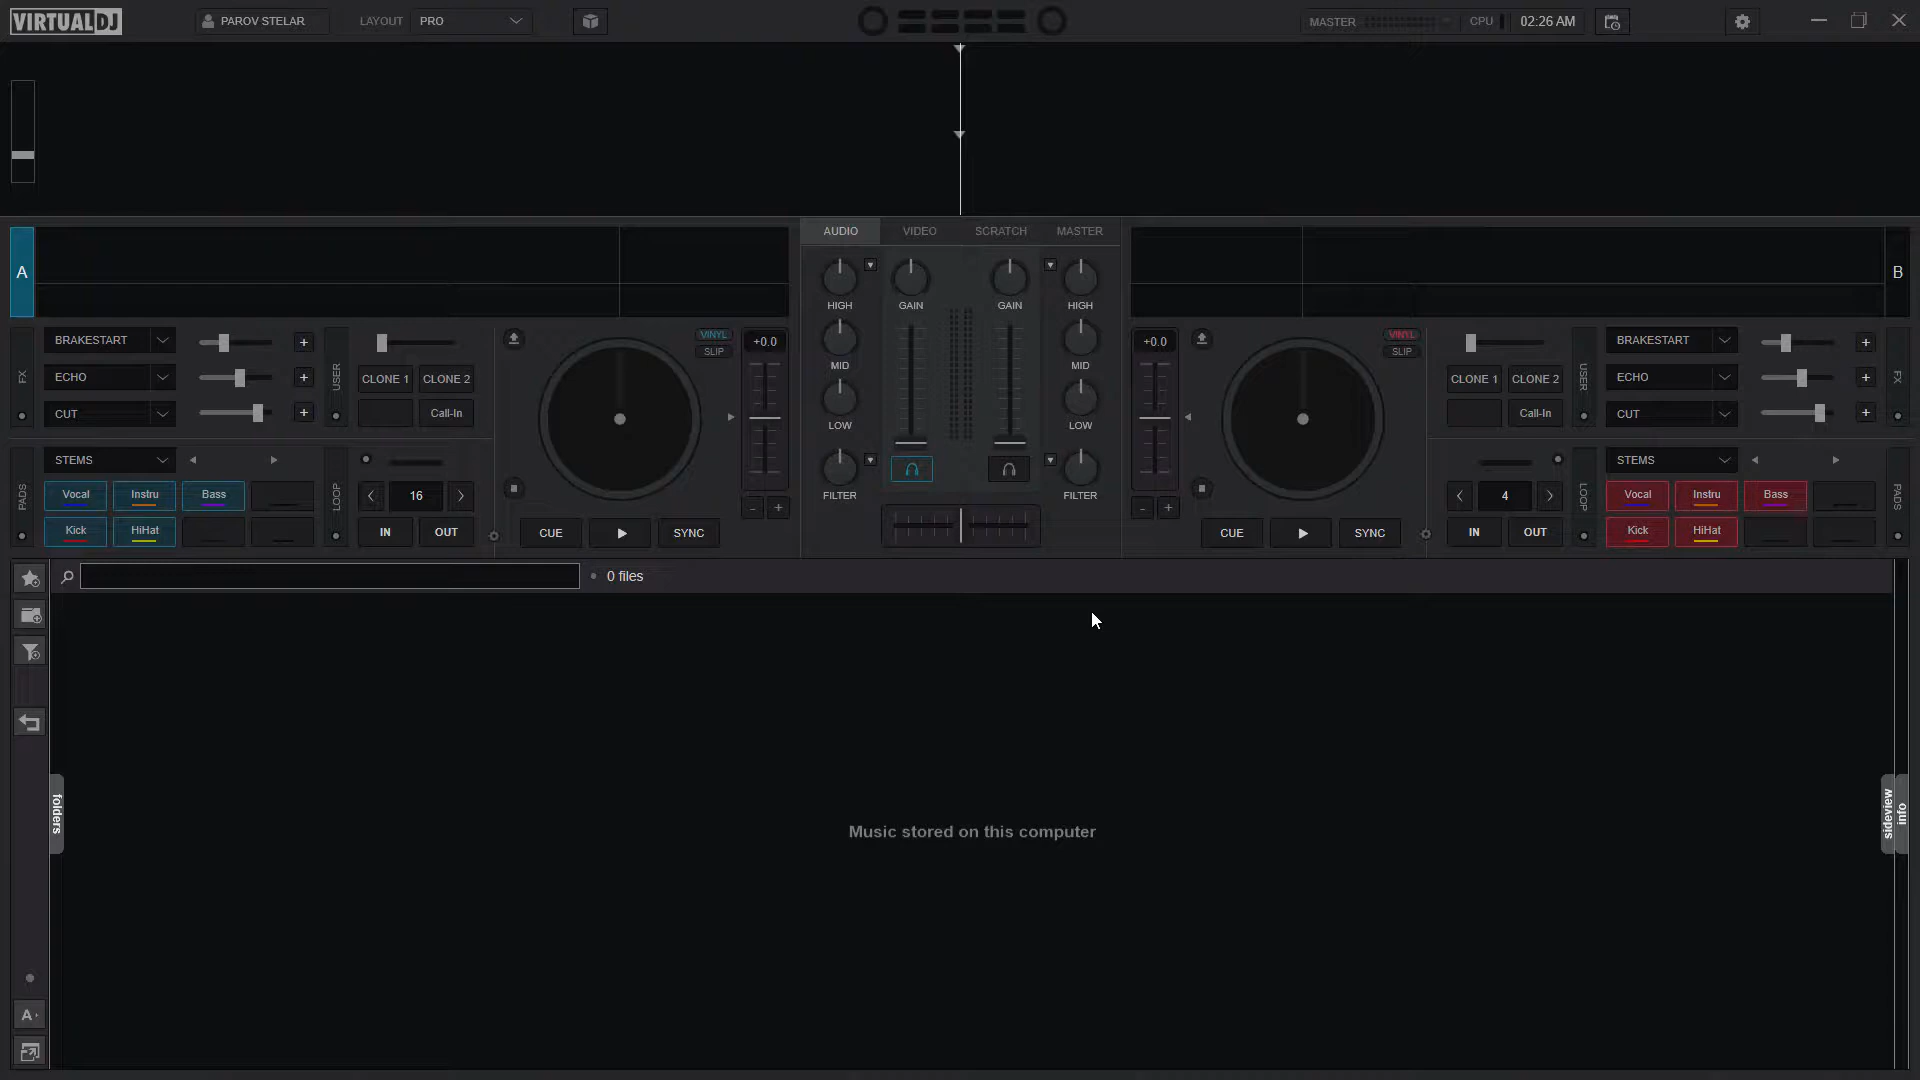 VIRTUALDJ
PAROV STELAR
LAYOUT PRO
MASTER
CPU
02:26 AM
AUDIO VIDEO SCRATCH MASTER
A
B
HIGH GAIN GAIN HIGH
BRAKESTART
VINYL
+0.0
+0.0
VINYL
BRAKESTART
SLIP
SLIP
MID
MID
FX
ECHO
USER
CLONE 1
CLONE 2
CLONE 1
CLONE 2
USER
ECHO
FX
CUT
Call-In
Call-In
CUT
LOW
LOW
STEMS
STEMS
PADS
Vocal
Instru
Bass
LOOP
16
FILTER
FILTER
4
LOOP
Vocal
Instru
Bass
PADS
- +
- +
Kick
HiHat
IN
OUT
CUE
SYNC
CUE
SYNC
IN
OUT
Kick
HiHat
0 files
folders
Music stored on this computer
sideview
info
A